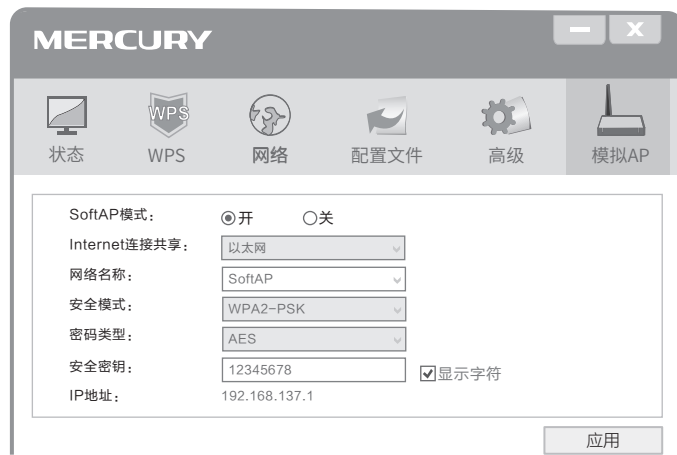 MERCURY
X
WPS
状态 WPS 网络 配置文件 高级 模拟AP
SoftAP模式： 开 关
Internet连接共享： 以太网
网络名称： SoftAP
安全模式： WPA2-PSK
密码类型： AES
安全密钥： 12345678 显示字符
IP地址： 192.168.137.1
应用